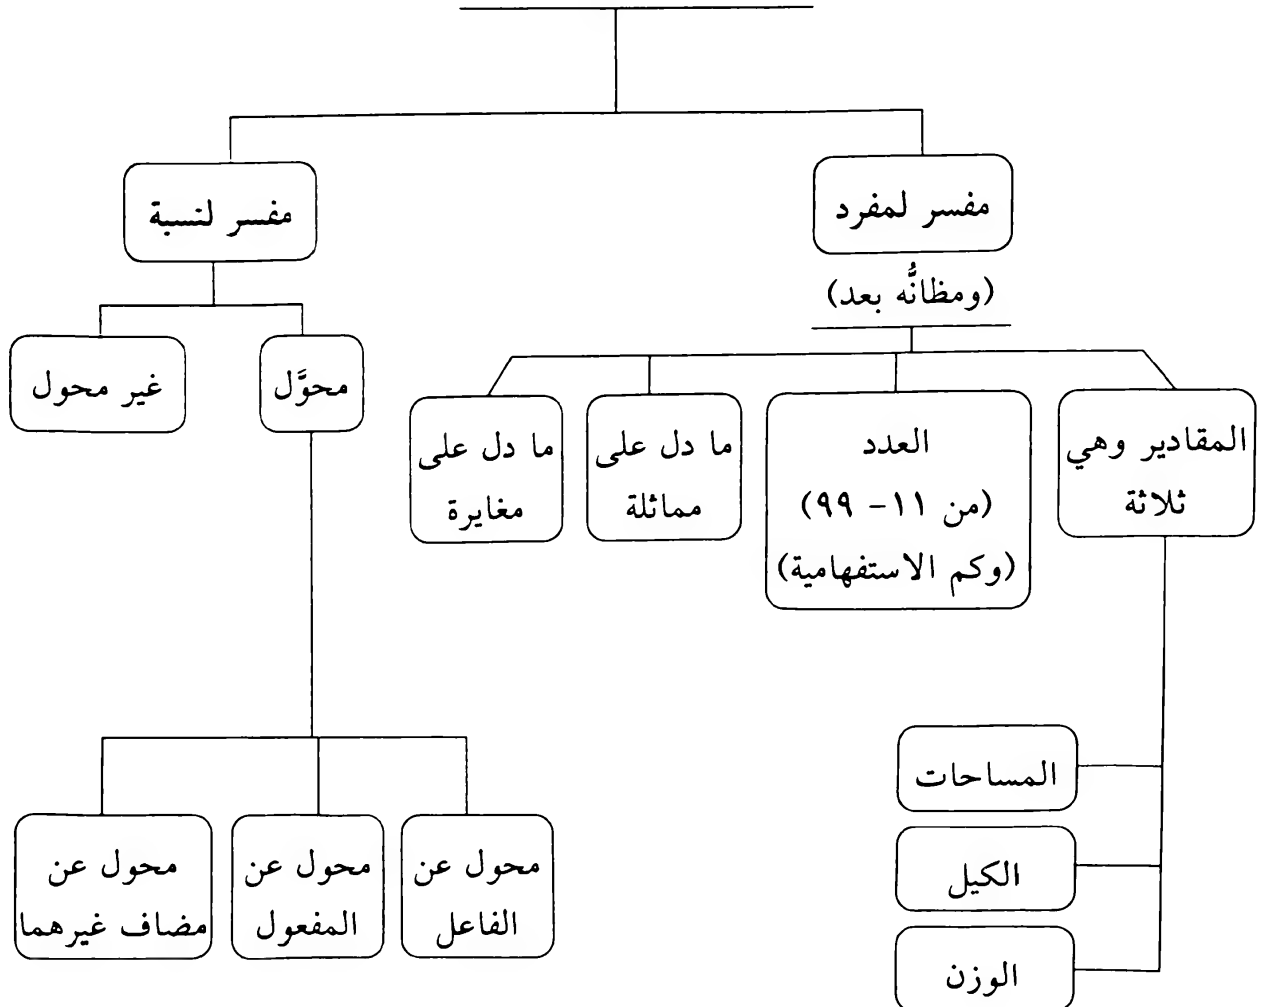 مفسر لمفرد
(ومظانُّه بعد)
المقادير وهي
ثلاثة
المساحات
الكيل
الوزن
العدد
(من ١١- ٩٩)
(وكم الاستفهامية)
ما دل على
مماثلة
ما دل على
مغايرة
مفسر لنسبة
محوَّل
محول عن
الفاعل
محول عن
المفعول
محول عن
مضاف غيرهما
غير محول